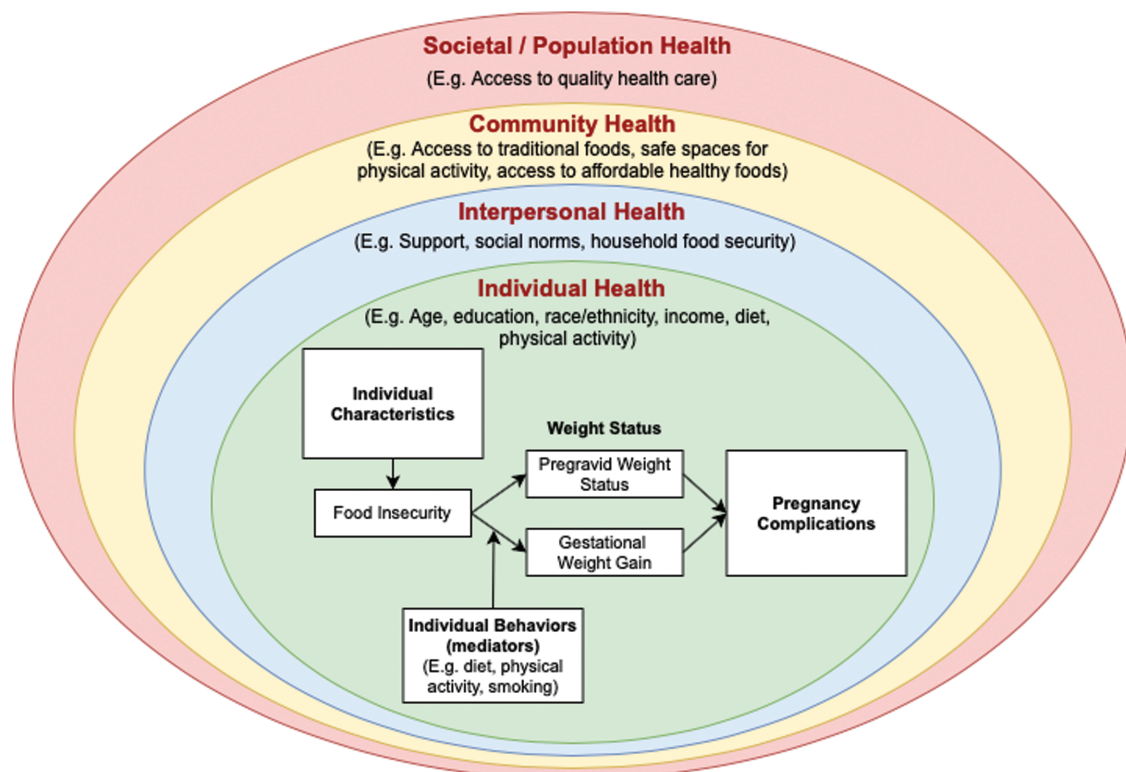 Societal / Population Health
(E.g. Access to quality health care)
Community Health
(E.g. Access to traditional foods, safe spaces for
physical activity, access to affordable healthy foods)
Interpersonal Health
(E.g. Support, social norms, household food security)
Individual Health
(E.g. Age, education, race/ethnicity, income, diet,
physical activity)
Individual
Characteristics
Food Insecurity
Weight Status
Pregravid Weight
Status
Gestational
Weight Gain
Pregnancy
Complications
Individual Behaviors
(mediators)
(E.g. diet, physical
activity, smoking)